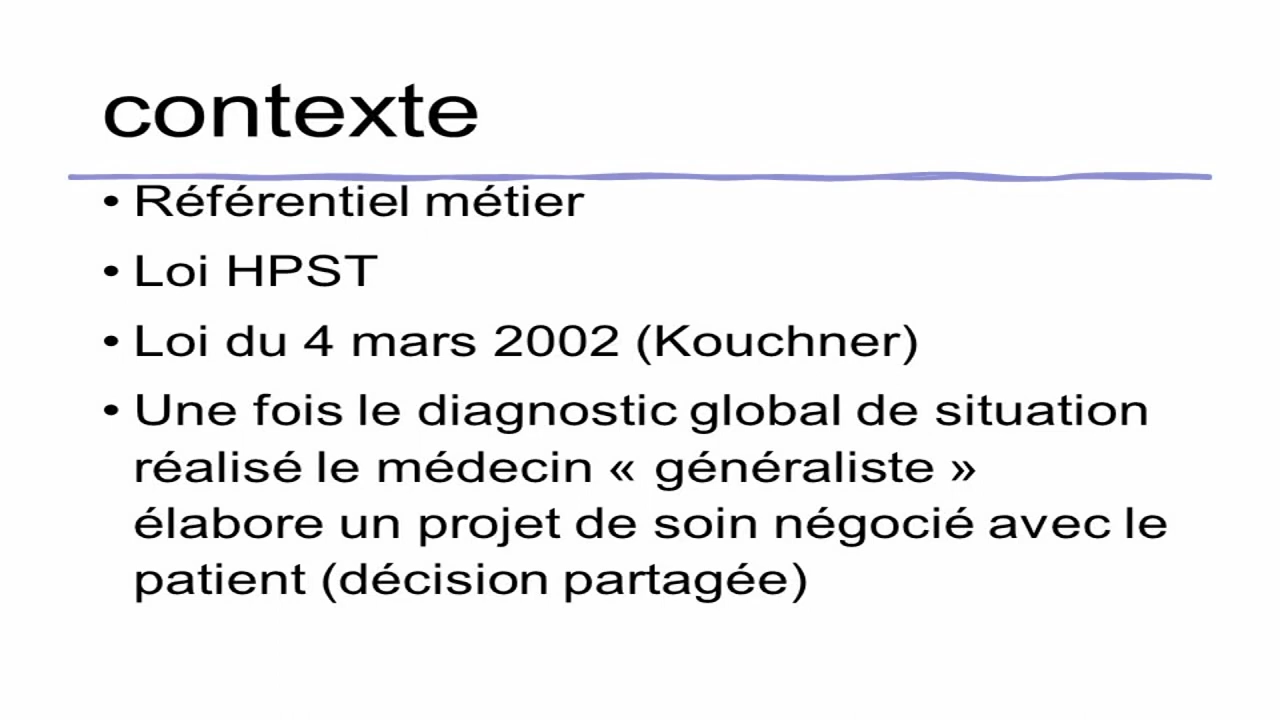 contexte
• Référentiel métier
• Loi HPST
• Loi du 4 mars 2002 (Kouchner)
• Une fois le diagnostic global de situation
réalisé le médecin « généraliste »
élabore un projet de soin négocié avec le
patient (décision partagée)